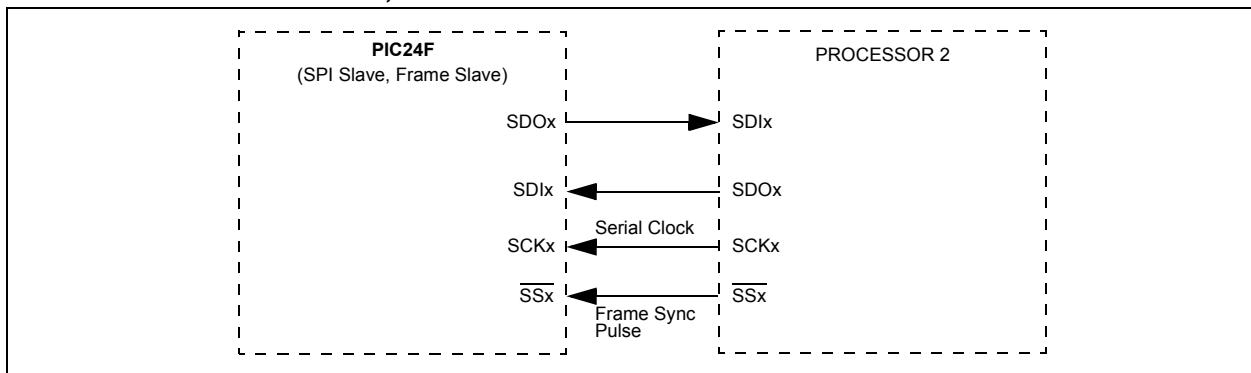 PIC24F
(SPI Slave, Frame Slave)
PROCESSOR 2
SDOx
SDIx
SDIx
SDOx
Serial Clock
SCKx
SCKx
SSx
SSx
Frame Sync
Pulse